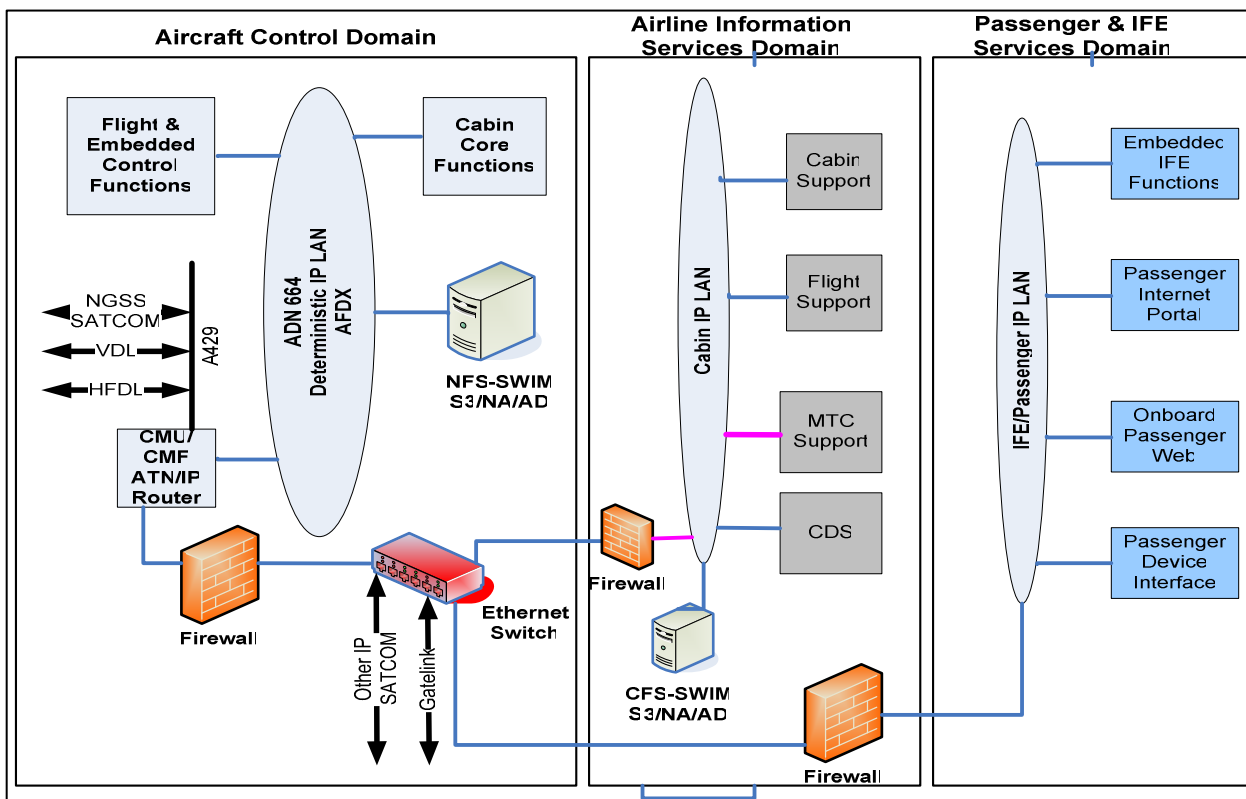 Aircraft Control Domain
Airline Information
Services Domain
Passenger & IFE
Services Domain
Flight &
Embedded
Control
Functions
Cabin
Core
Functions
ADN 664
Deterministic IP LAN
AFDX
NGSS
SATCOM
VDL
HFDL
A429
NFS-SWIM
S3/NA/AD
CMU/
CMF
ATN/IP
Router
Firewall
Ethernet
Switch
Other IP
SATCOM
Gatelink
Cabin IP LAN
Cabin
Support
Flight
Support
MTC
Support
CDS
Firewall
CFS-SWIM
S3/NA/AD
Firewall
IFE/Passenger IP LAN
Embedded
IFE
Functions
Passenger
Internet
Portal
Onboard
Passenger
Web
Passenger
Device
Interface